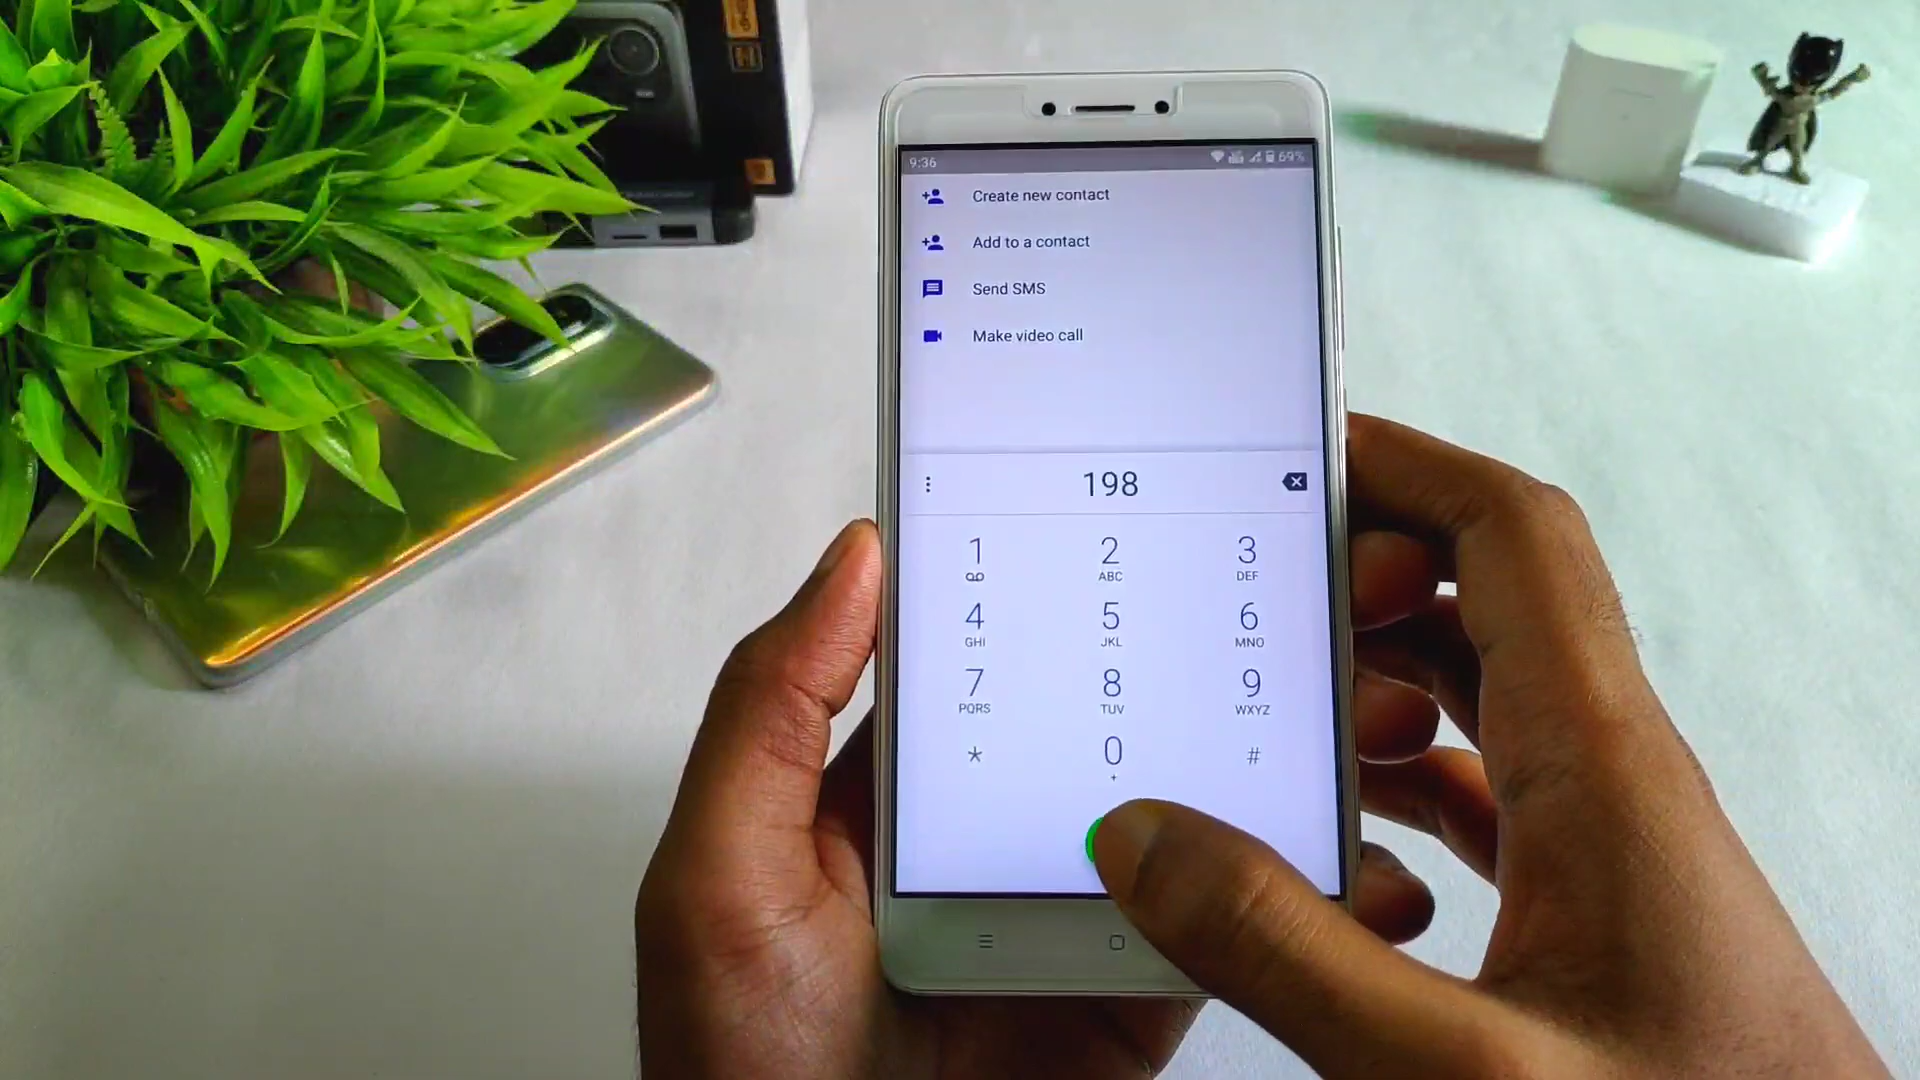 9:36
69%
Create new contact
Add to a contact
Send SMS
Make video call
198
1 2 3
ABC DEF
4 5 6
GHI JKL MNO
7 8 9
PQRS TUV WXYZ
* 0 #
+